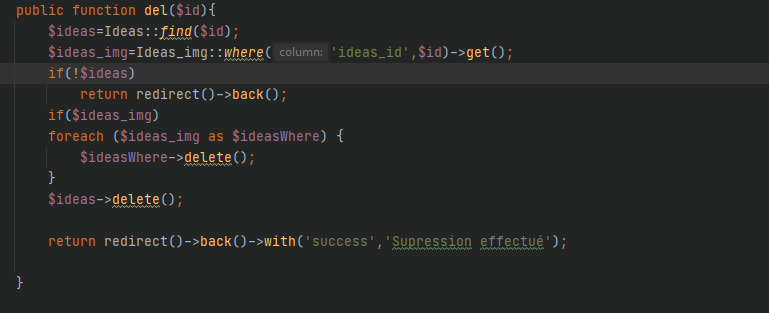 public function del($id){
$ideas=Ideas::find($id);
$ideas_img=Ideas_img::where( column: 'ideas_id',$id)->get();
if(!$ideas)
return redirect()->back();
if($ideas_img)
foreach ($ideas_img as $ideasWhere) {
$ideasWhere->delete();
}
$ideas->delete();
return redirect()->back()->with('success','Supression effectué');
}